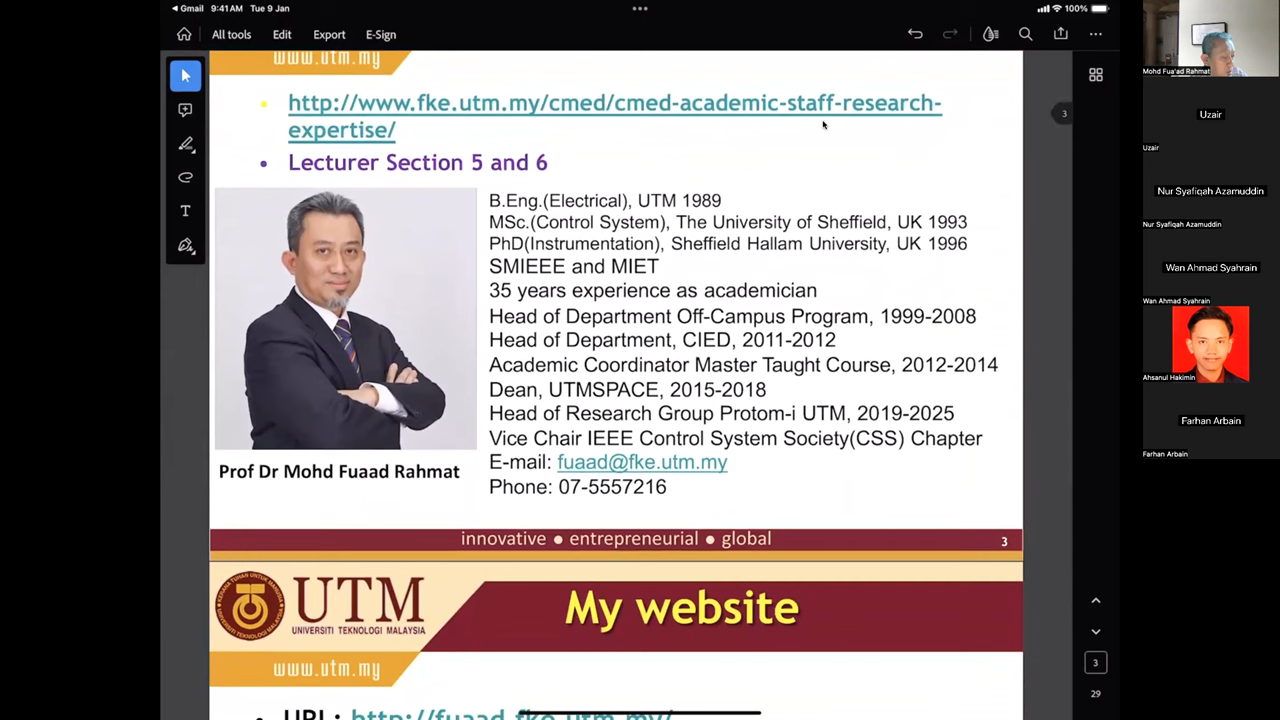 Gmail 9:41AM Tue 9 Jan
100%
All tools Edit Export E-Sign
www.utm.my
http://www.fke.utm.my/cmed/cmed-academic-staff-research-
expertise/
Lecturer Section 5 and 6
B.Eng.(Electrical), UTM 1989
MSc.(Control System), The University of Sheffield, UK 1993
PhD(Instrumentation), Sheffield Hallam University, UK 1996
SMIEEE and MIET
35 years experience as academician
Head of Department Off-Campus Program, 1999-2008
Head of Department, CIED, 2011-2012
Academic Coordinator Master Taught Course, 2012-2014
Dean, UTMSPACE, 2015-2018
Head of Research Group Protom-i UTM, 2019-2025
Vice Chair IEEE Control System Society(CSS) Chapter
E-mail: fuaad@fke.utm.my
Phone: 07-5557216
Prof Dr Mohd Fuaad Rahmat
innovative ● entrepreneurial ● global
3
UTM
UNIVERSITI TEKNOLOGI MALAYSIA
My website
www.utm.my
• URL: http://fuaad.fke.utm.my/
T
3
3
29
Mohd Fua'ad Rahmat
Uzair
Uzair
Nur Syafiqah Azamuddin
Nur Syafiqah Azamuddin
Wan Ahmad Syahrain
Wan Ahmad Syahrain
Ahsanul Hakimin
Farhan Arbain
Farhan Arbain